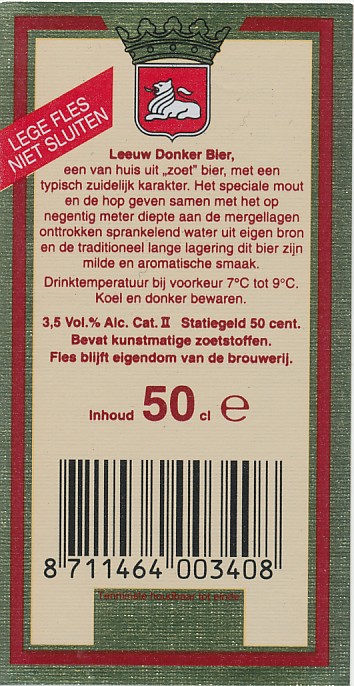 LEGE FLES
NIET SLUITEN
Leeuw Donker Bier,
een van huis uit „zoet” bier, met een
typisch zuidelijk karakter. Het speciale mout
en de hop geven samen met het op
negentig meter diepte aan de mergellagen
onttrokken sprankelend water uit eigen bron
en de traditioneel lange lagering dit bier zijn
milde en aromatische smaak.
Drinktemperatuur bij voorkeur 7°C tot 9°C.
Koel en donker bewaren.
3,5 Vol.% Alc. Cat. II Statiegeld 50 cent.
Bevat kunstmatige zoetstoffen.
Fles blijft eigendom van de brouwerij.
Inhoud 50 cl e
8 711464 003408
Tenminste houdbaar tot einde: